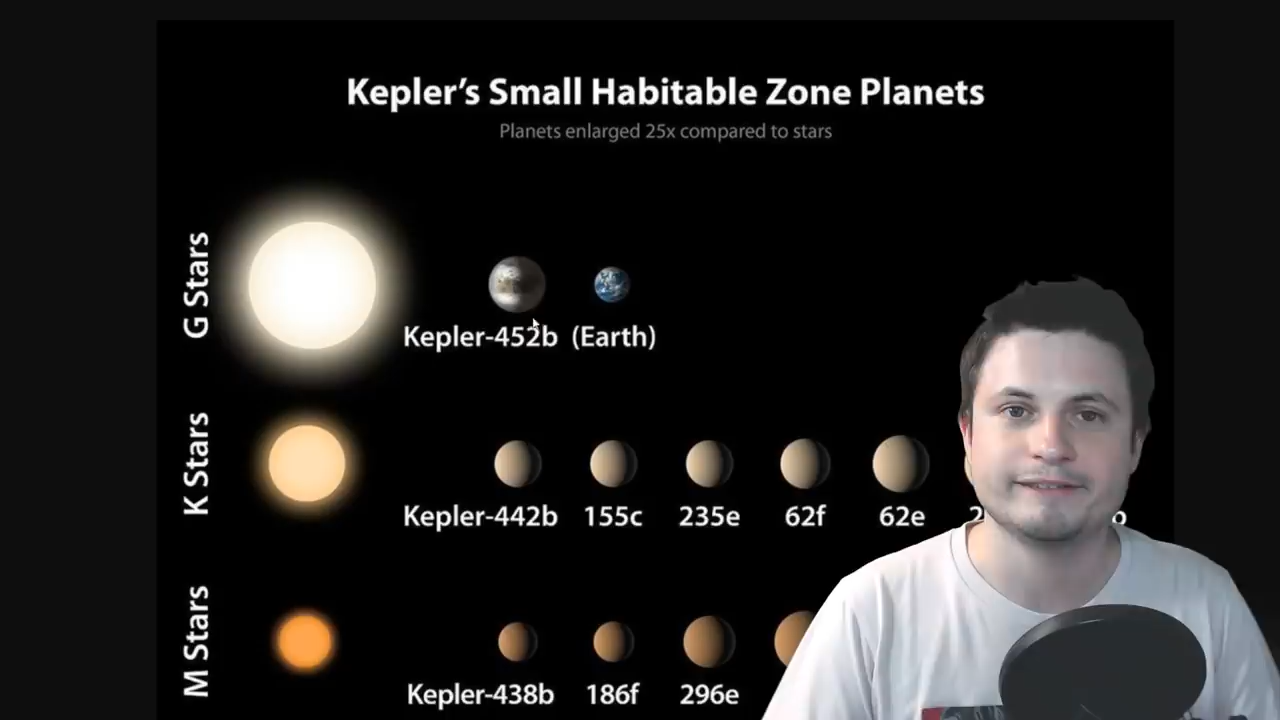 Kepler's Small Habitable Zone Planets
Planets enlarged 25x compared to stars
G Stars
Kepler-452b (Earth)
K Stars
Kepler-442b 155c 235e 62f 62e
M Stars
Kepler-438b 186f 296e